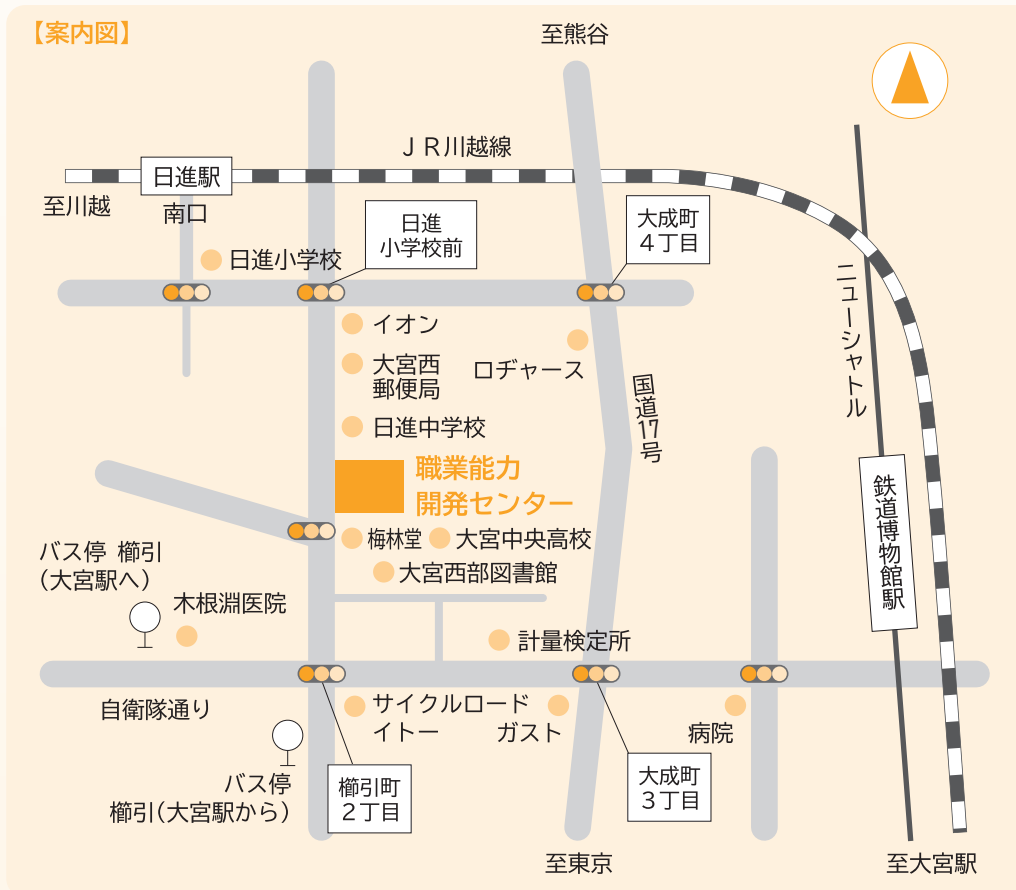 【案内図】
至熊谷
ＪＲ川越線
日進駅
至川越
南口
日進
小学校前
大成町
４丁目
日進小学校
ニューシャトル
イオン
大宮西
郵便局
ロヂャース
国道17号
日進中学校
職業能力
開発センター
鉄道博物館駅
梅林堂
大宮中央高校
バス停 櫛引
（大宮駅へ）
大宮西部図書館
木根淵医院
計量検定所
自衛隊通り
サイクルロード
イトー
ガスト
病院
バス停
櫛引（大宮駅から）
櫛引町
２丁目
大成町
３丁目
至東京
至大宮駅